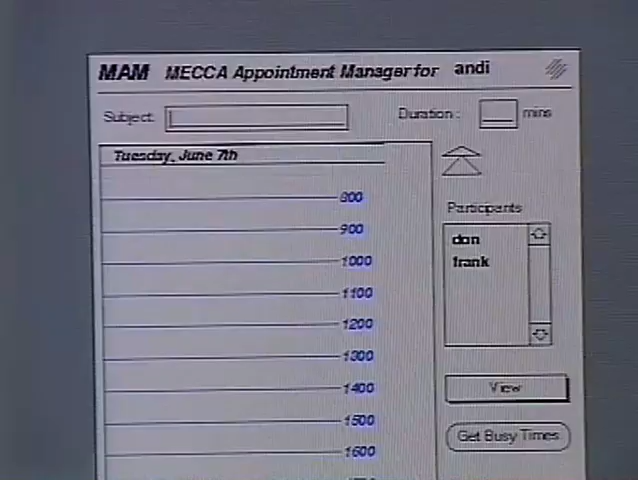 MAM MECCA Appointment Manager for andi
Subject:
Duration : mins
Tuesday, June 7th
800
900
1000
1100
1200
1300
1400
1500
1600
Participants
don
frank
View
Get Busy Times